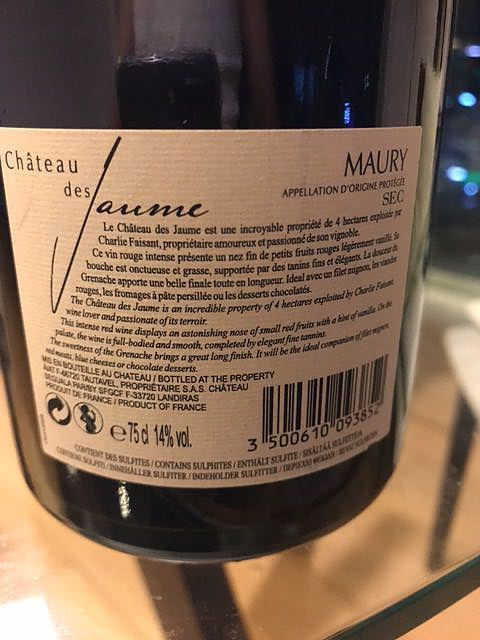 Château
des
Jaume
MAURY
APPELLATION D'ORIGINE PROTÉGÉE
SEC
Le Château des Jaume est une incroyable propriété de 4 hectares exploitée par
Charlie Faisant, propriétaire amoureux et passionné de son vignoble.
Ce vin rouge intense présente un nez fin de petits fruits rouges légèrement vanillé. Sa
bouche est onctueuse et grasse, supportée par des tanins fins et élégants. La douceur du
Grenache apporte une belle finale toute en longueur. Ideal avec un filet mignon, les viandes
rouges, les fromages à pâte persillée ou les desserts chocolatés.
The Château des Jaume is an incredible property of 4 hectares exploited by Charlie Faisant,
wine lover and passionate of its terroir.
This intense red wine displays an astonishing nose of small red fruits with a hint of vanilla. On the
palate, the wine is full-bodied and smooth, completed by elegant fine tannins.
The sweetness of the Grenache brings a great long finish. It will be the ideal companion of filet mignon,
red meats, blue cheeses or chocolate desserts.
MIS EN BOUTEILLE AU CHATEAU / BOTTLED AT THE PROPERTY
F-66720 TAUTAVEL, PROPRIÉTAIRE S.A.S. CHÂTEAU
SFGCF F-33720 LANDIRAS
PRODUIT DE FRANCE / PRODUCT OF FRANCE
e 75 cl 14% vol.
3 500610 093852
CONTIENT DES SULFITES / CONTAINS SULPHITES / ENTHÄLT SULFITE / SISÄLTÄÄ SULFIITTEJA
/ INNEHÅLLER SULFITER / INDEHOLDER SULFITTER /